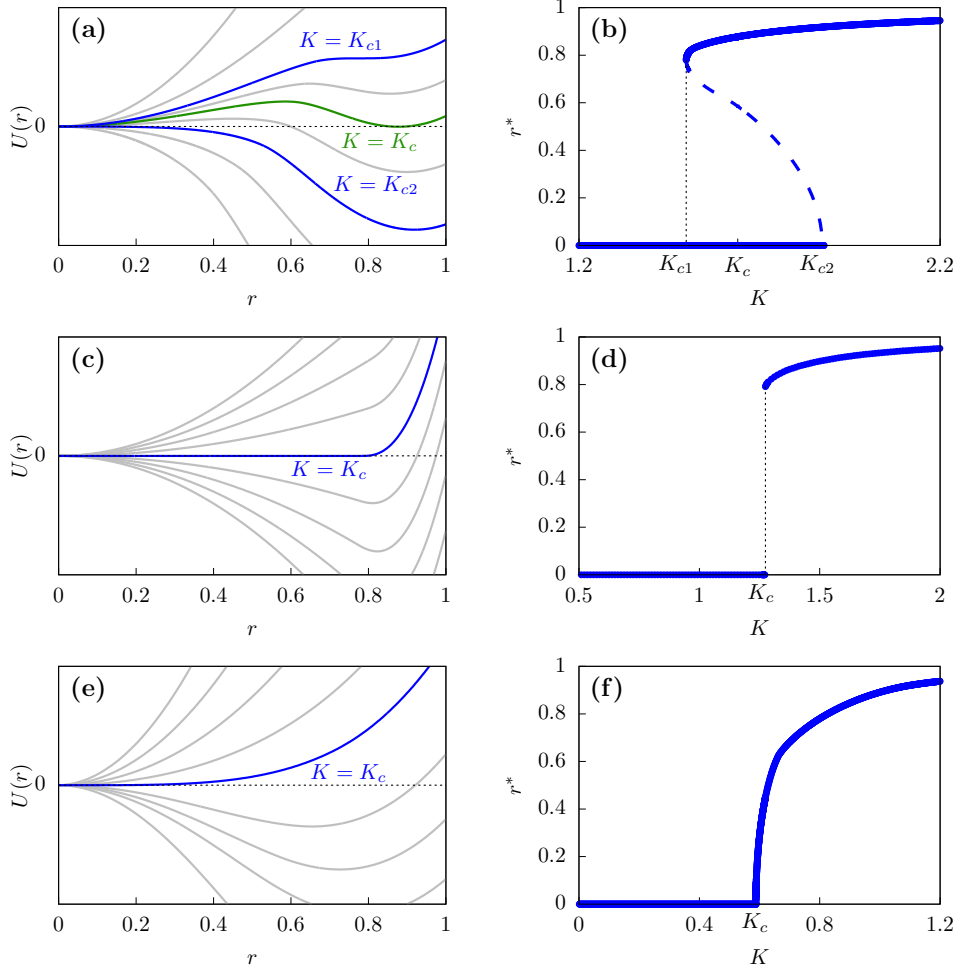 (a)
K = K_{c1}
K = K_c
K = K_{c2}
U(r)
0
0 0.2 0.4 0.6 0.8 1
r
(b)
r*
1
0.8
0.6
0.4
0.2
0
1.2 K_{c1} K_c K_{c2} 2.2
K
(c)
K = K_c
U(r)
0
0 0.2 0.4 0.6 0.8 1
r
(d)
r*
1
0.8
0.6
0.4
0.2
0
0.5 1 K_c 1.5 2
K
(e)
K = K_c
U(r)
0
0 0.2 0.4 0.6 0.8 1
r
(f)
r*
1
0.8
0.6
0.4
0.2
0
0 0.4 K_c 0.8 1.2
K